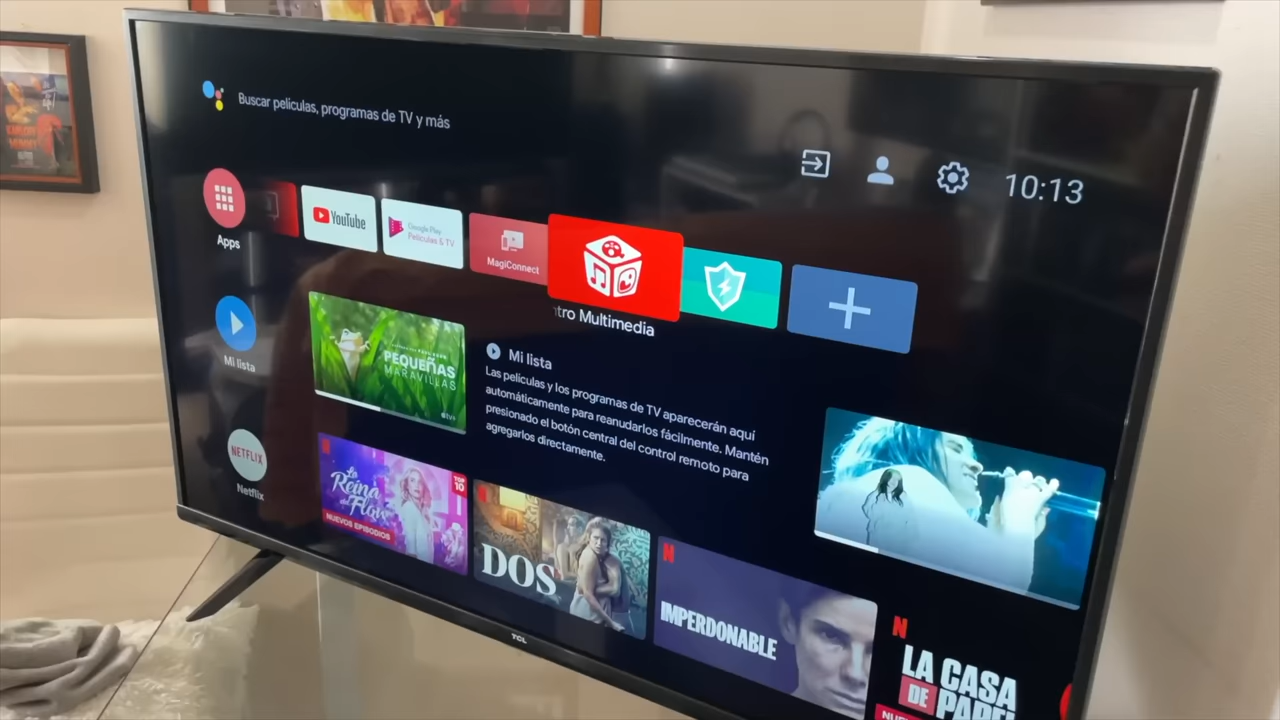 Buscar películas, programas de TV y más
10:13
YouTube
Google Play
Películas & TV
MagiConnect
Apps
tro Multimedia
Mi lista
PEQUEÑAS
MARAVILLAS
tv+
Mi lista
Las películas y los programas de TV aparecerán aquí
automáticamente para reanudarlos fácilmente. Mantén
presionado el botón central del control remoto para
agregarlos directamente.
NETFLIX
Netflix
N
La
Reina
del
Flow
NUEVOS EPISODIOS
TOP
10
DOS
N
IMPERDONABLE
N
LA CASA
DE PAPEL
TCL